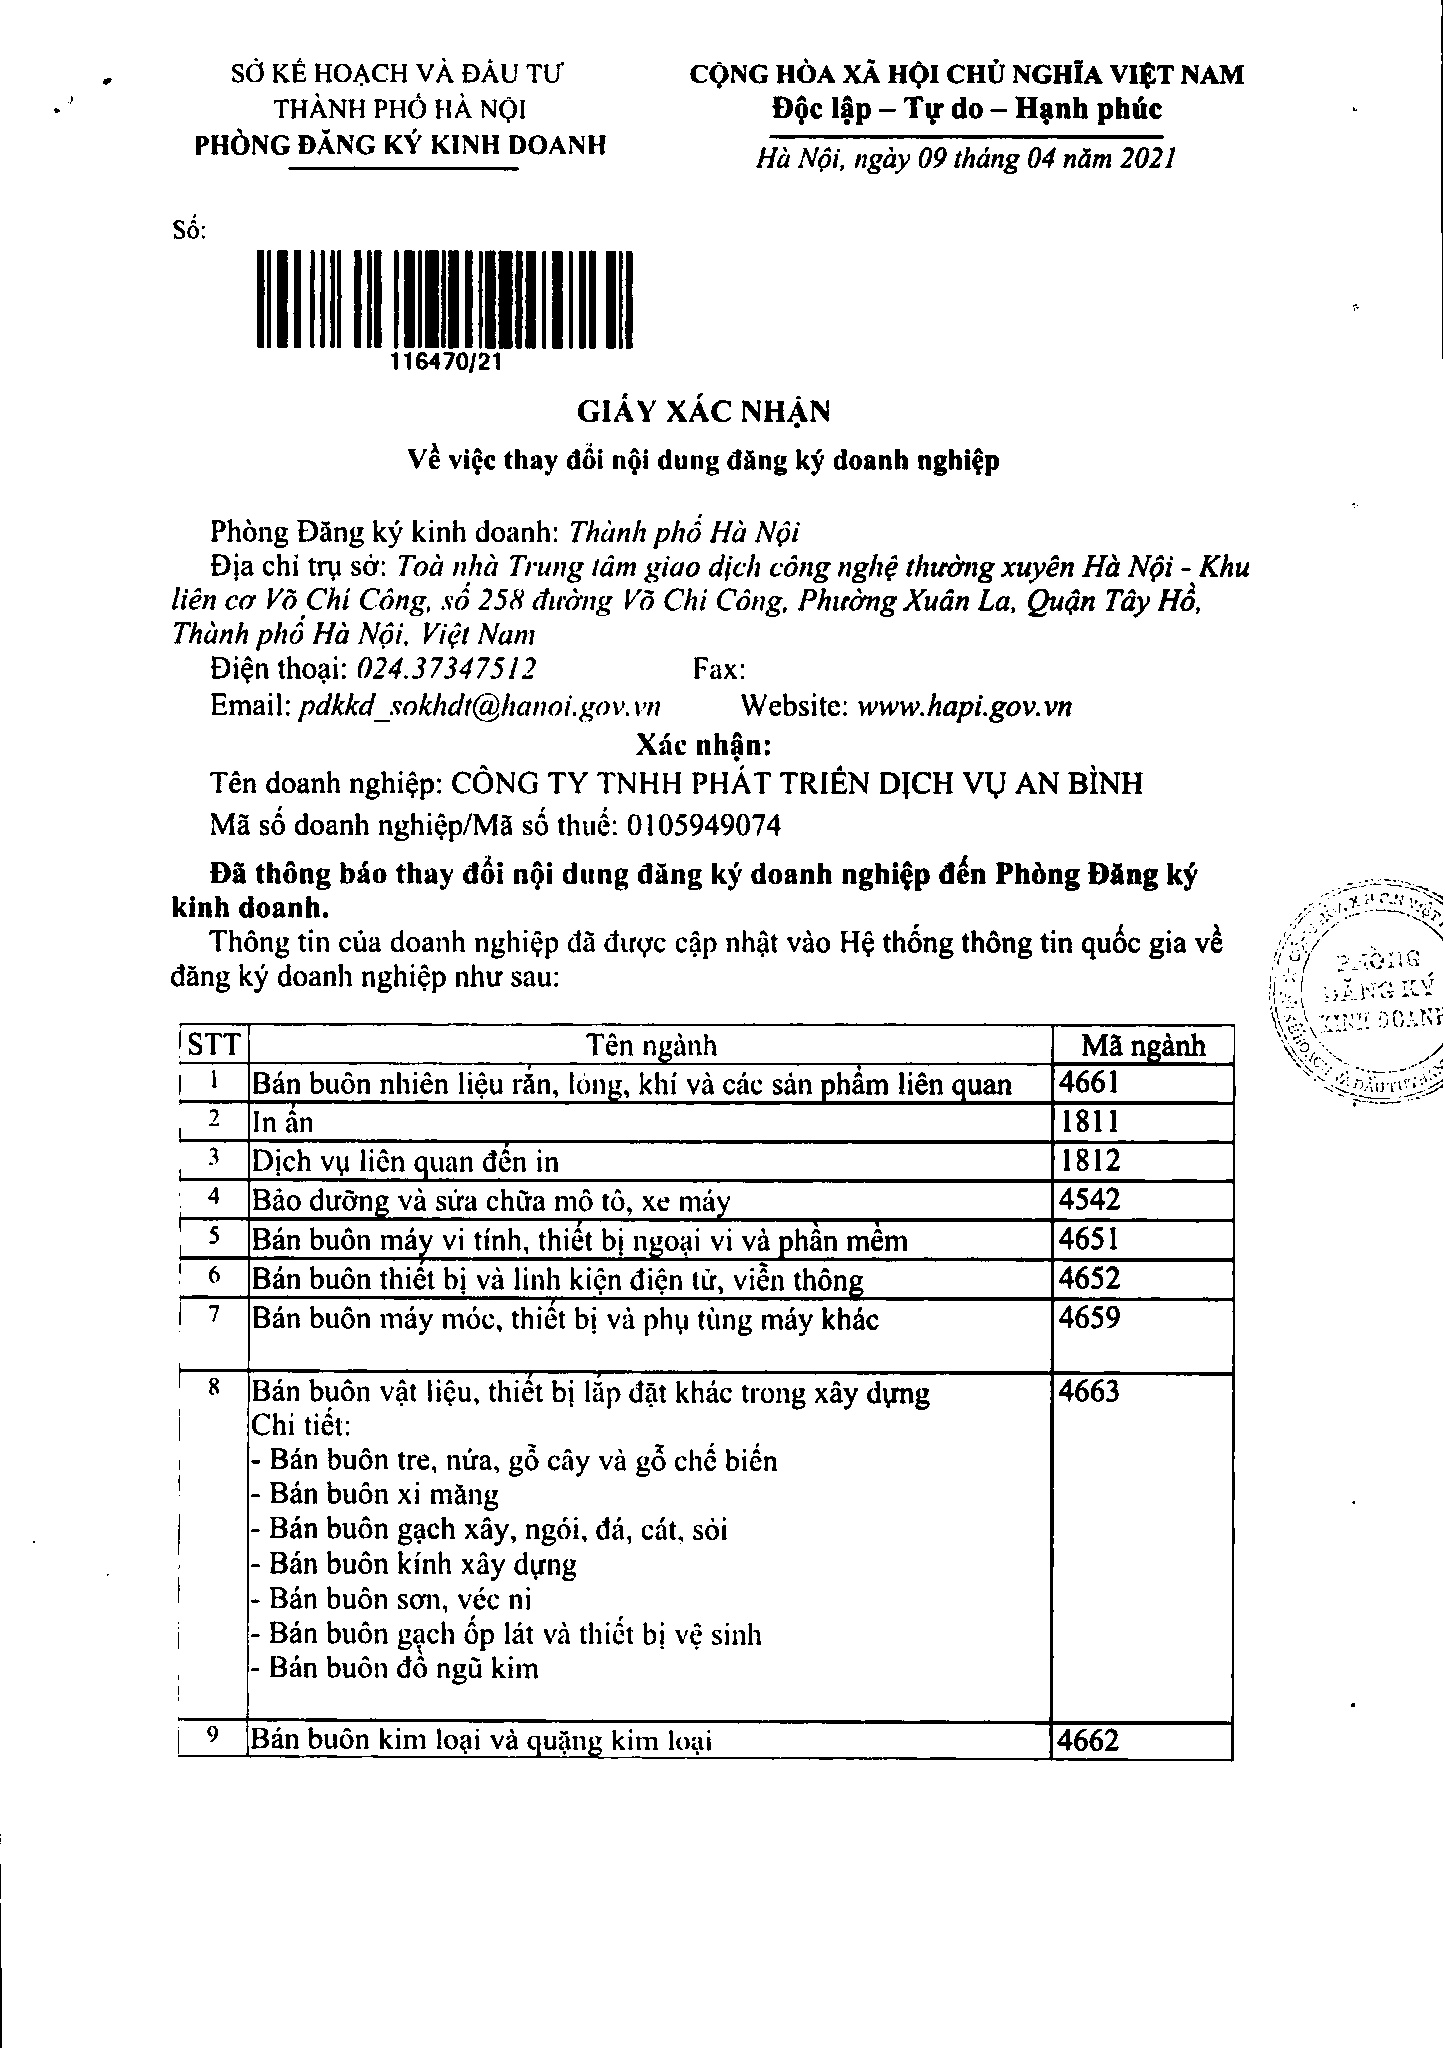 SỞ KẾ HOẠCH VÀ ĐẦU TƯ
THÀNH PHỐ HÀ NỘI
PHÒNG ĐĂNG KÝ KINH DOANH
CỘNG HÒA XÃ HỘI CHỦ NGHĨA VIỆT NAM
Độc lập – Tự do – Hạnh phúc
Hà Nội, ngày 09 tháng 04 năm 2021
Số:
116470/21
GIẤY XÁC NHẬN
Về việc thay đổi nội dung đăng ký doanh nghiệp
Phòng Đăng ký kinh doanh: Thành phố Hà Nội
Địa chỉ trụ sở: Toà nhà Trung tâm giao dịch công nghệ thường xuyên Hà Nội - Khu
liên cơ Võ Chí Công, số 258 đường Võ Chí Công, Phường Xuân La, Quận Tây Hồ,
Thành phố Hà Nội, Việt Nam
Điện thoại: 024.37347512 Fax:
Email: pdkkd_sokhdt@hanoi.gov.vn Website: www.hapi.gov.vn
Xác nhận:
Tên doanh nghiệp: CÔNG TY TNHH PHÁT TRIỂN DỊCH VỤ AN BÌNH
Mã số doanh nghiệp/Mã số thuế: 0105949074
Đã thông báo thay đổi nội dung đăng ký doanh nghiệp đến Phòng Đăng ký
kinh doanh.
Thông tin của doanh nghiệp đã được cập nhật vào Hệ thống thông tin quốc gia về
đăng ký doanh nghiệp như sau:
PHÒNG
ĐĂNG KÝ
KINH DOANH
STT Tên ngành Mã ngành
1 Bán buôn nhiên liệu rắn, lỏng, khí và các sản phẩm liên quan 4661
2 In ấn 1811
3 Dịch vụ liên quan đến in 1812
4 Bảo dưỡng và sửa chữa mô tô, xe máy 4542
5 Bán buôn máy vi tính, thiết bị ngoại vi và phần mềm 4651
6 Bán buôn thiết bị và linh kiện điện tử, viễn thông 4652
7 Bán buôn máy móc, thiết bị và phụ tùng máy khác 4659
8 Bán buôn vật liệu, thiết bị lắp đặt khác trong xây dựng 4663
Chi tiết:
- Bán buôn tre, nứa, gỗ cây và gỗ chế biến
- Bán buôn xi măng
- Bán buôn gạch xây, ngói, đá, cát, sỏi
- Bán buôn kính xây dựng
- Bán buôn sơn, véc ni
- Bán buôn gạch ốp lát và thiết bị vệ sinh
- Bán buôn đồ ngũ kim
9 Bán buôn kim loại và quặng kim loại 4662